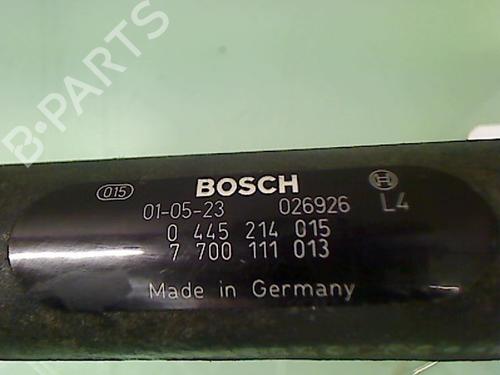 B-PARTS
015 BOSCH
01-05-23 026926 L4
0 445 214 015
7 700 111 013
Made in Germany